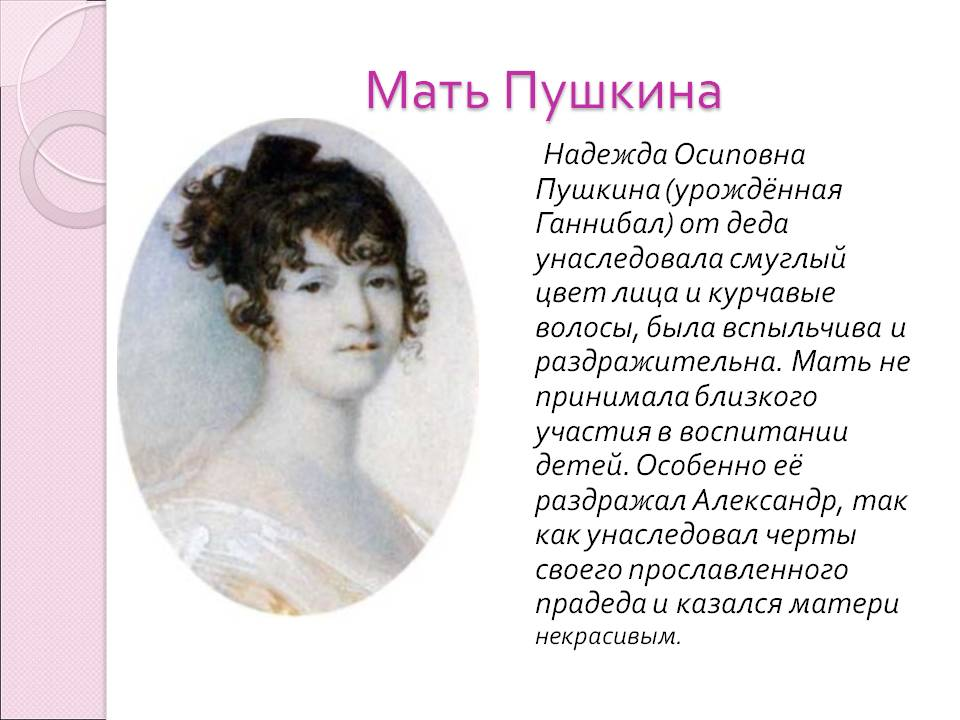 Мать Пушкина
Надежда Осиповна
Пушкина (урождённая
Ганнибал) от деда
унаследовала смуглый
цвет лица и курчавые
волосы, была вспыльчива и
раздражительна. Мать не
принимала близкого
участия в воспитании
детей. Особенно её
раздражал Александр, так
как унаследовал черты
своего прославленного
прадеда и казался матери
некрасивым.